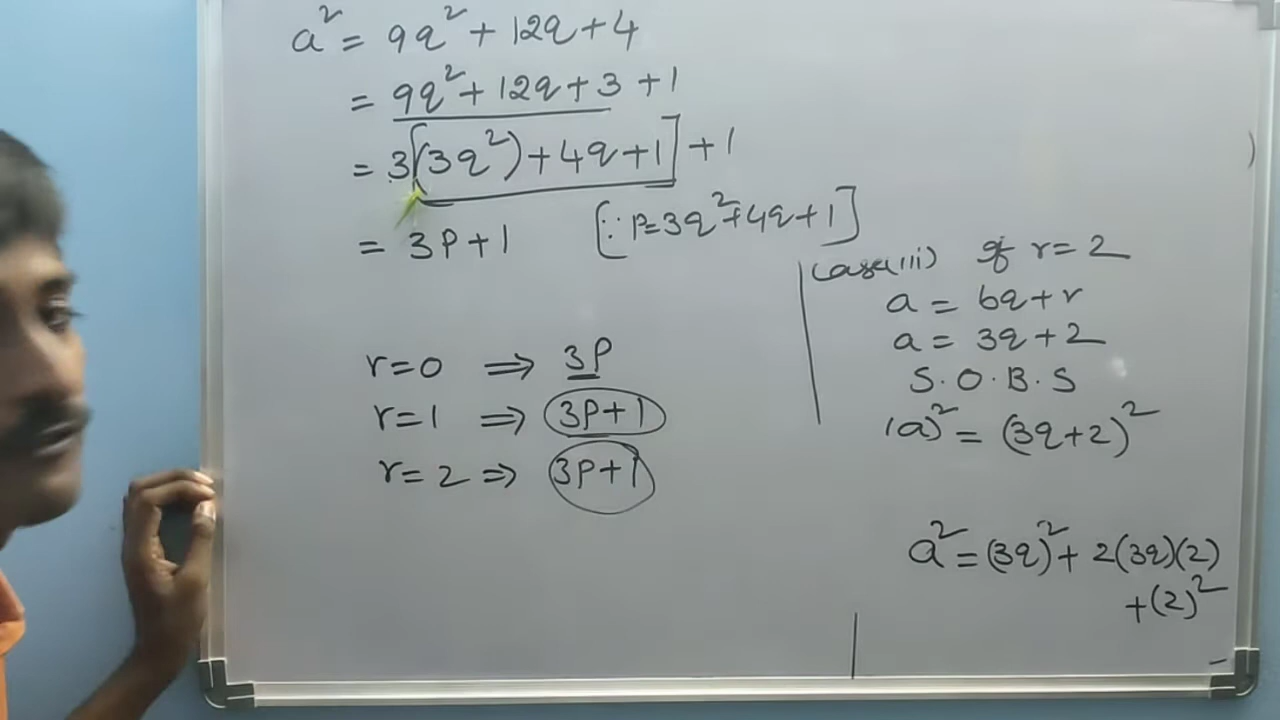 a² = 9q² + 12q + 4
= 9q² + 12q + 3 + 1
= 3[(3q²) + 4q + 1] + 1
= 3P + 1 [∵ P = 3q² + 4q + 1]
r = 0 ⇒ 3P
r = 1 ⇒ 3P + 1
r = 2 ⇒ 3P + 1
Case iii) If r = 2
a = bq + r
a = 3q + 2
S.O.B.S
(a)² = (3q + 2)²
a² = (3q)² + 2(3q)(2)
+ (2)²